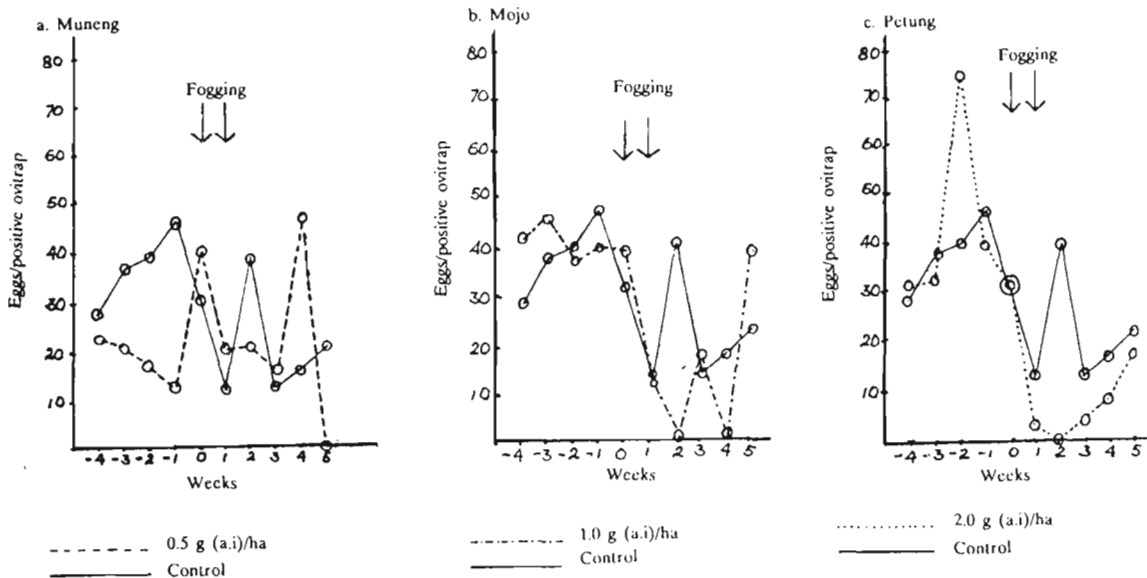 a. Muneng
Eggs/positive ovitrap
80
70
60
50
40
30
20
10
Fogging
-4 -3 -2 -1 0 1 2 3 4 5
Weeks
0.5 g (a.i)/ha
Control
b. Mojo
Eggs/positive ovitrap
80
70
60
50
40
30
20
10
Fogging
-4 -3 -2 -1 0 1 2 3 4 5
Weeks
1.0 g (a.i)/ha
Control
c. Petung
Eggs/positive ovitrap
80
70
60
50
40
30
20
10
Fogging
-4 -3 -2 -1 0 1 2 3 4 5
Weeks
2.0 g (a.i)/ha
Control